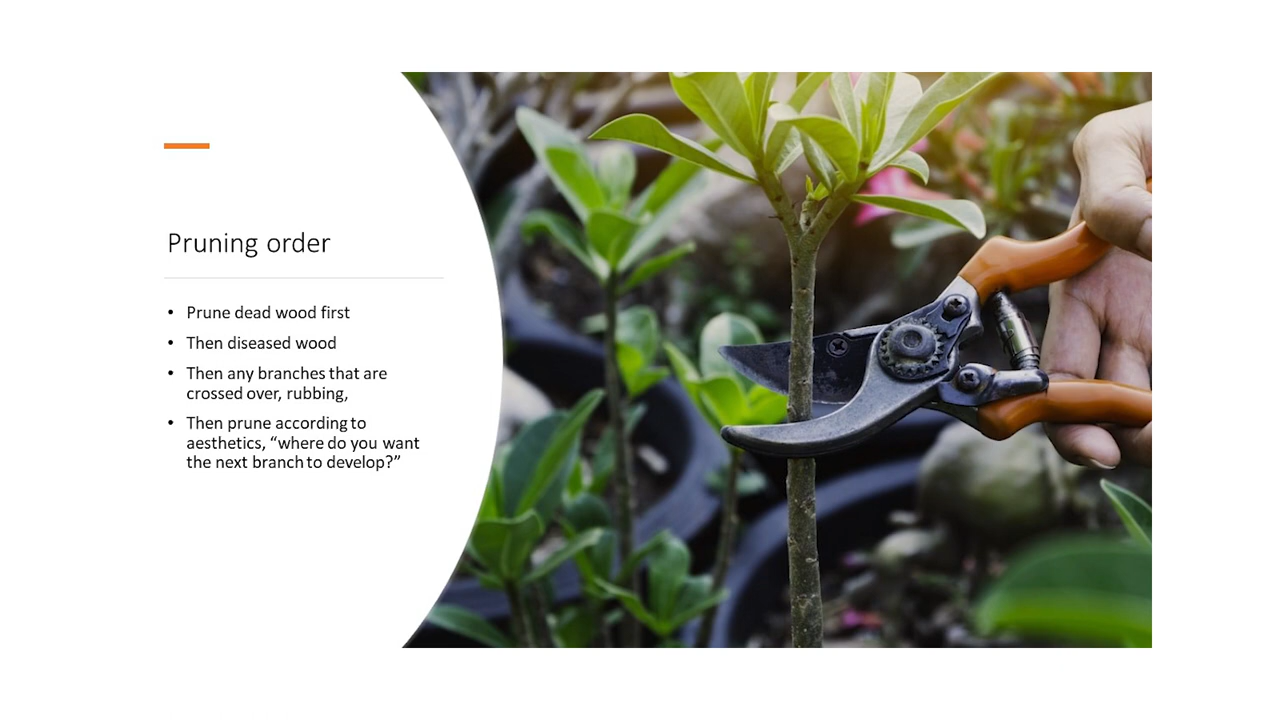 Pruning order
• Prune dead wood first
• Then diseased wood
• Then any branches that are
crossed over, rubbing,
• Then prune according to
aesthetics, “where do you want
the next branch to develop?”